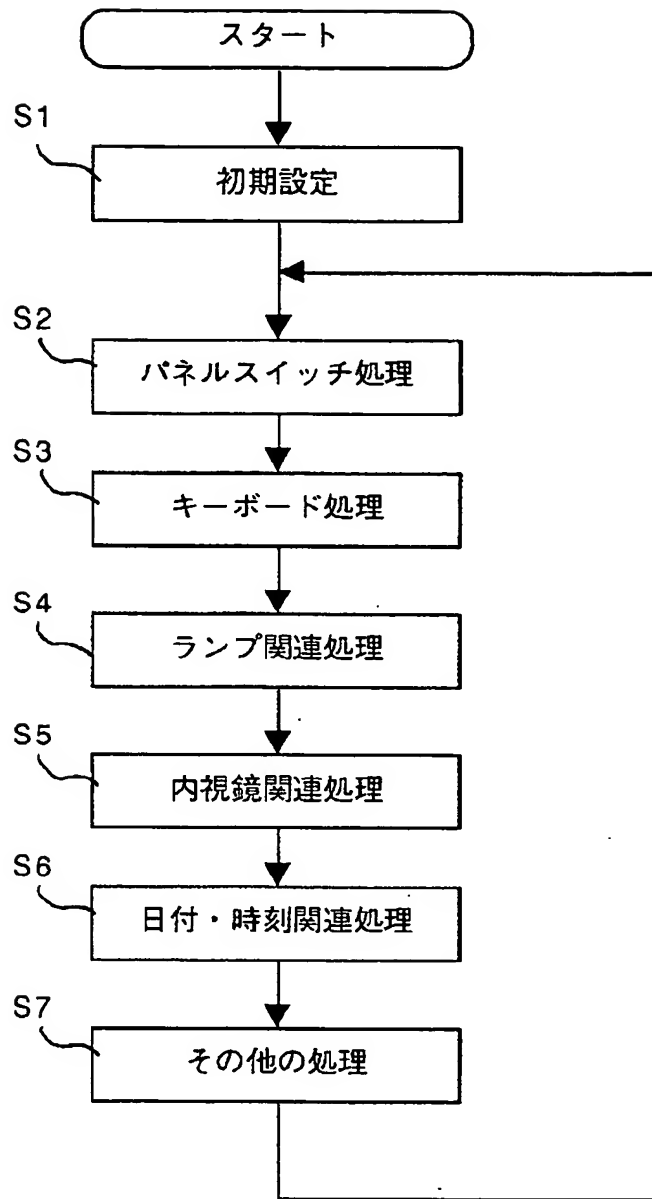 スタート
S1
初期設定
S2
パネルスイッチ処理
S3
キーボード処理
S4
ランプ関連処理
S5
内視鏡関連処理
S6
日付・時刻関連処理
S7
その他の処理